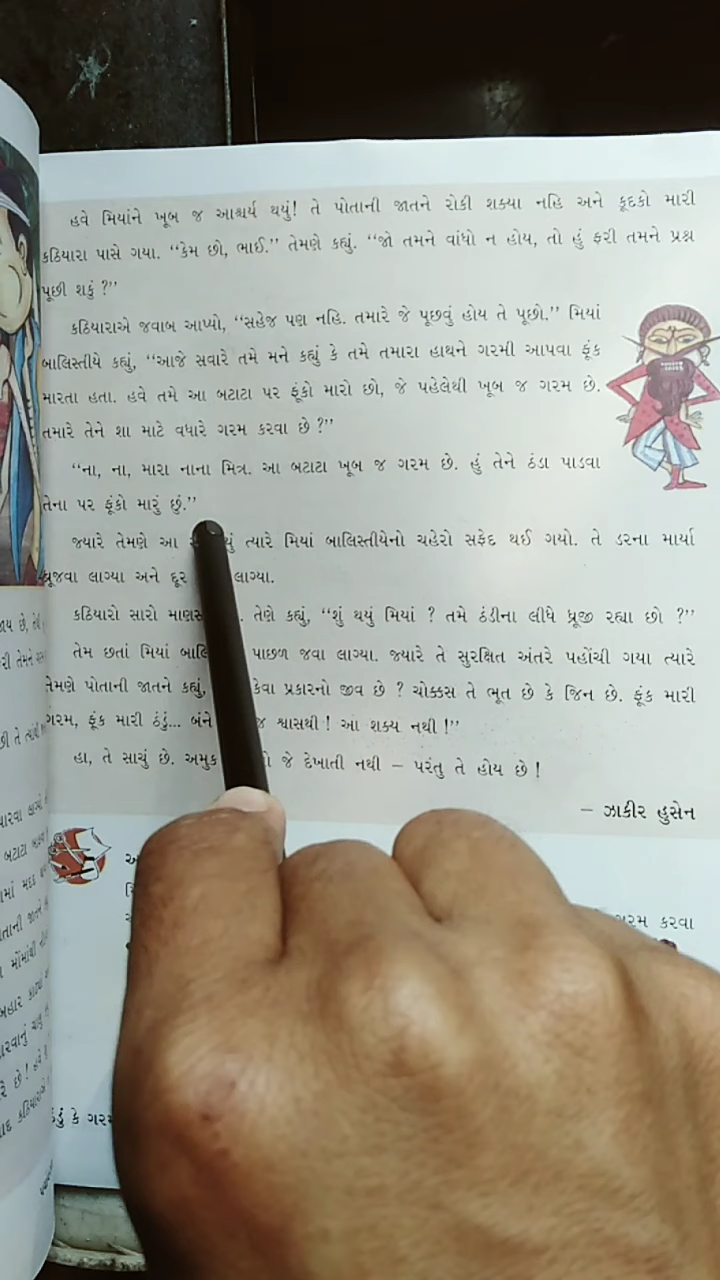 હવે મિયાંને ખૂબ જ આશ્ચર્ય થયું! તે પોતાની જાતને રોકી શક્યા નહિ અને કૂદકો મારી
કઠિયારા પાસે ગયા. “કેમ છો, ભાઈ.” તેમણે કહ્યું. “જો તમને વાંધો ન હોય, તો હું ફરી તમને પ્રશ્ન
પૂછી શકું ?”
કઠિયારાએ જવાબ આપ્યો, “સહેજ પણ નહિ. તમારે જે પૂછવું હોય તે પૂછો.” મિયાં
બાલિસ્તીયે કહ્યું, “આજે સવારે તમે મને કહ્યું કે તમે તમારા હાથને ગરમી આપવા ફૂંક
મારતા હતા. હવે તમે આ બટાટા પર ફૂંકો મારો છો, જે પહેલેથી ખૂબ જ ગરમ છે.
તમારે તેને શા માટે વધારે ગરમ કરવા છે ?”
“ના, ના, મારા નાના મિત્ર. આ બટાટા ખૂબ જ ગરમ છે. હું તેને ઠંડા પાડવા
તેના પર ફૂંકો મારું છું.”
જ્યારે તેમણે આ ત્યારે મિયાં બાલિસ્તીયેનો ચહેરો સફેદ થઈ ગયો. તે ડરના માર્યા
ધ્રૂજવા લાગ્યા અને દૂર લાગ્યા.
કઠિયારો સારો માણસ તેણે કહ્યું, “શું થયું મિયાં ? તમે ઠંડીના લીધે ધ્રૂજી રહ્યા છો ?”
તેમ છતાં મિયાં પાછળ જવા લાગ્યા. જ્યારે તે સુરક્ષિત અંતરે પહોંચી ગયા ત્યારે
તેમણે પોતાની જાતને કહ્યું, કેવા પ્રકારનો જીવ છે ? ચોક્કસ તે ભૂત છે કે જિન છે. ફૂંક મારી
ગરમ, ફૂંક મારી ઠંડું... બંને જ શ્વાસથી ! આ શક્ય નથી !”
હા, તે સાચું છે. અમુક જે દેખાતી નથી – પરંતુ તે હોય છે !
– ઝાકીર હુસેન
ગરમ કરવા